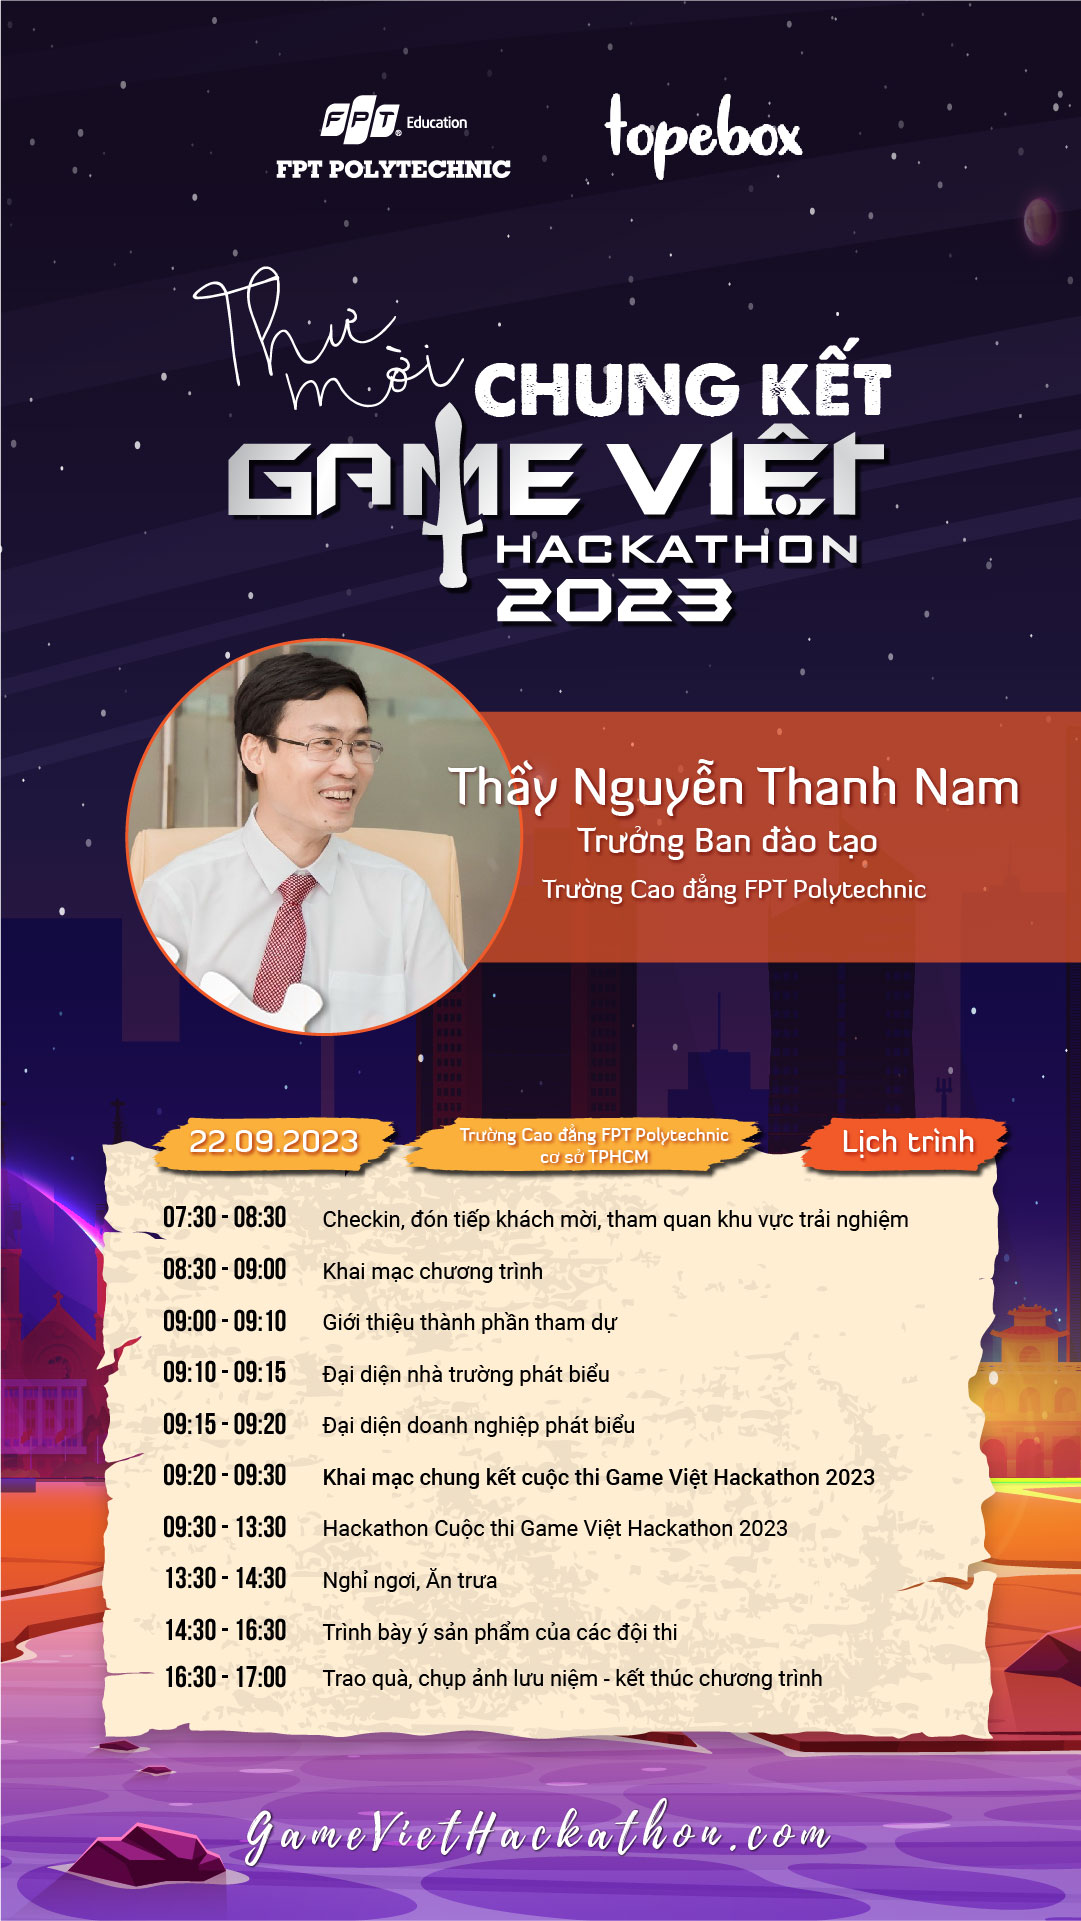 FPT Education
FPT POLYTECHNIC
topebox
Thư mời
CHUNG KẾT
GAME VIỆT
HACKATHON
2023
Thầy Nguyễn Thanh Nam
Trưởng Ban đào tạo
Trường Cao đẳng FPT Polytechnic
22.09.2023
Trường Cao đẳng FPT Polytechnic
cơ sở TPHCM
Lịch trình
07:30 - 08:30 Checkin, đón tiếp khách mời, tham quan khu vực trải nghiệm
08:30 - 09:00 Khai mạc chương trình
09:00 - 09:10 Giới thiệu thành phần tham dự
09:10 - 09:15 Đại diện nhà trường phát biểu
09:15 - 09:20 Đại diện doanh nghiệp phát biểu
09:20 - 09:30 Khai mạc chung kết cuộc thi Game Việt Hackathon 2023
09:30 - 13:30 Hackathon Cuộc thi Game Việt Hackathon 2023
13:30 - 14:30 Nghỉ ngơi, Ăn trưa
14:30 - 16:30 Trình bày ý sản phẩm của các đội thi
16:30 - 17:00 Trao quà, chụp ảnh lưu niệm - kết thúc chương trình
GameVietHackathon.com